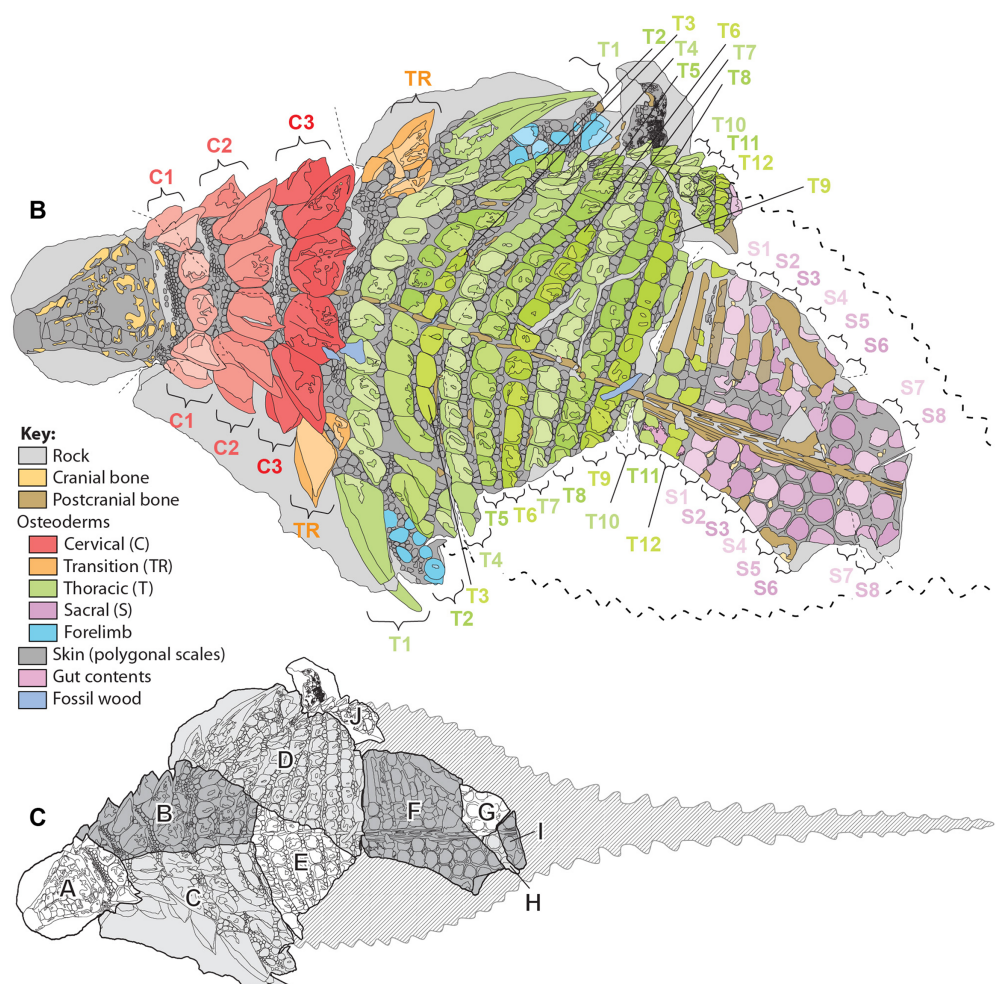 T3
T6
T2
T1
T4
T7
T5
T8
TR
C3
C2
C1
T10
T11
T12
T9
B
S1
S2
S3
S4
S5
S6
S7
S8
C1
C2
C3
TR
T1
T2
T3
T4
T5
T6
T7
T8
T9
T10
T11
T12
S1
S2
S3
S4
S5
S6
S7
S8
Key:
Rock
Cranial bone
Postcranial bone
Osteoderms
Cervical (C)
Transition (TR)
Thoracic (T)
Sacral (S)
Forelimb
Skin (polygonal scales)
Gut contents
Fossil wood
C
J
D
B
F
G
I
E
A
C
H